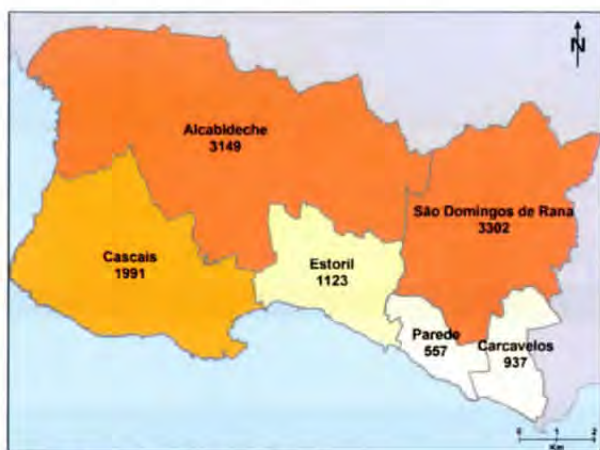 N
Alcabideche
3149
São Domingos de Rana
3302
Cascais
1991
Estoril
1123
Parede
557
Carcavelos
937
0 1 2
Km